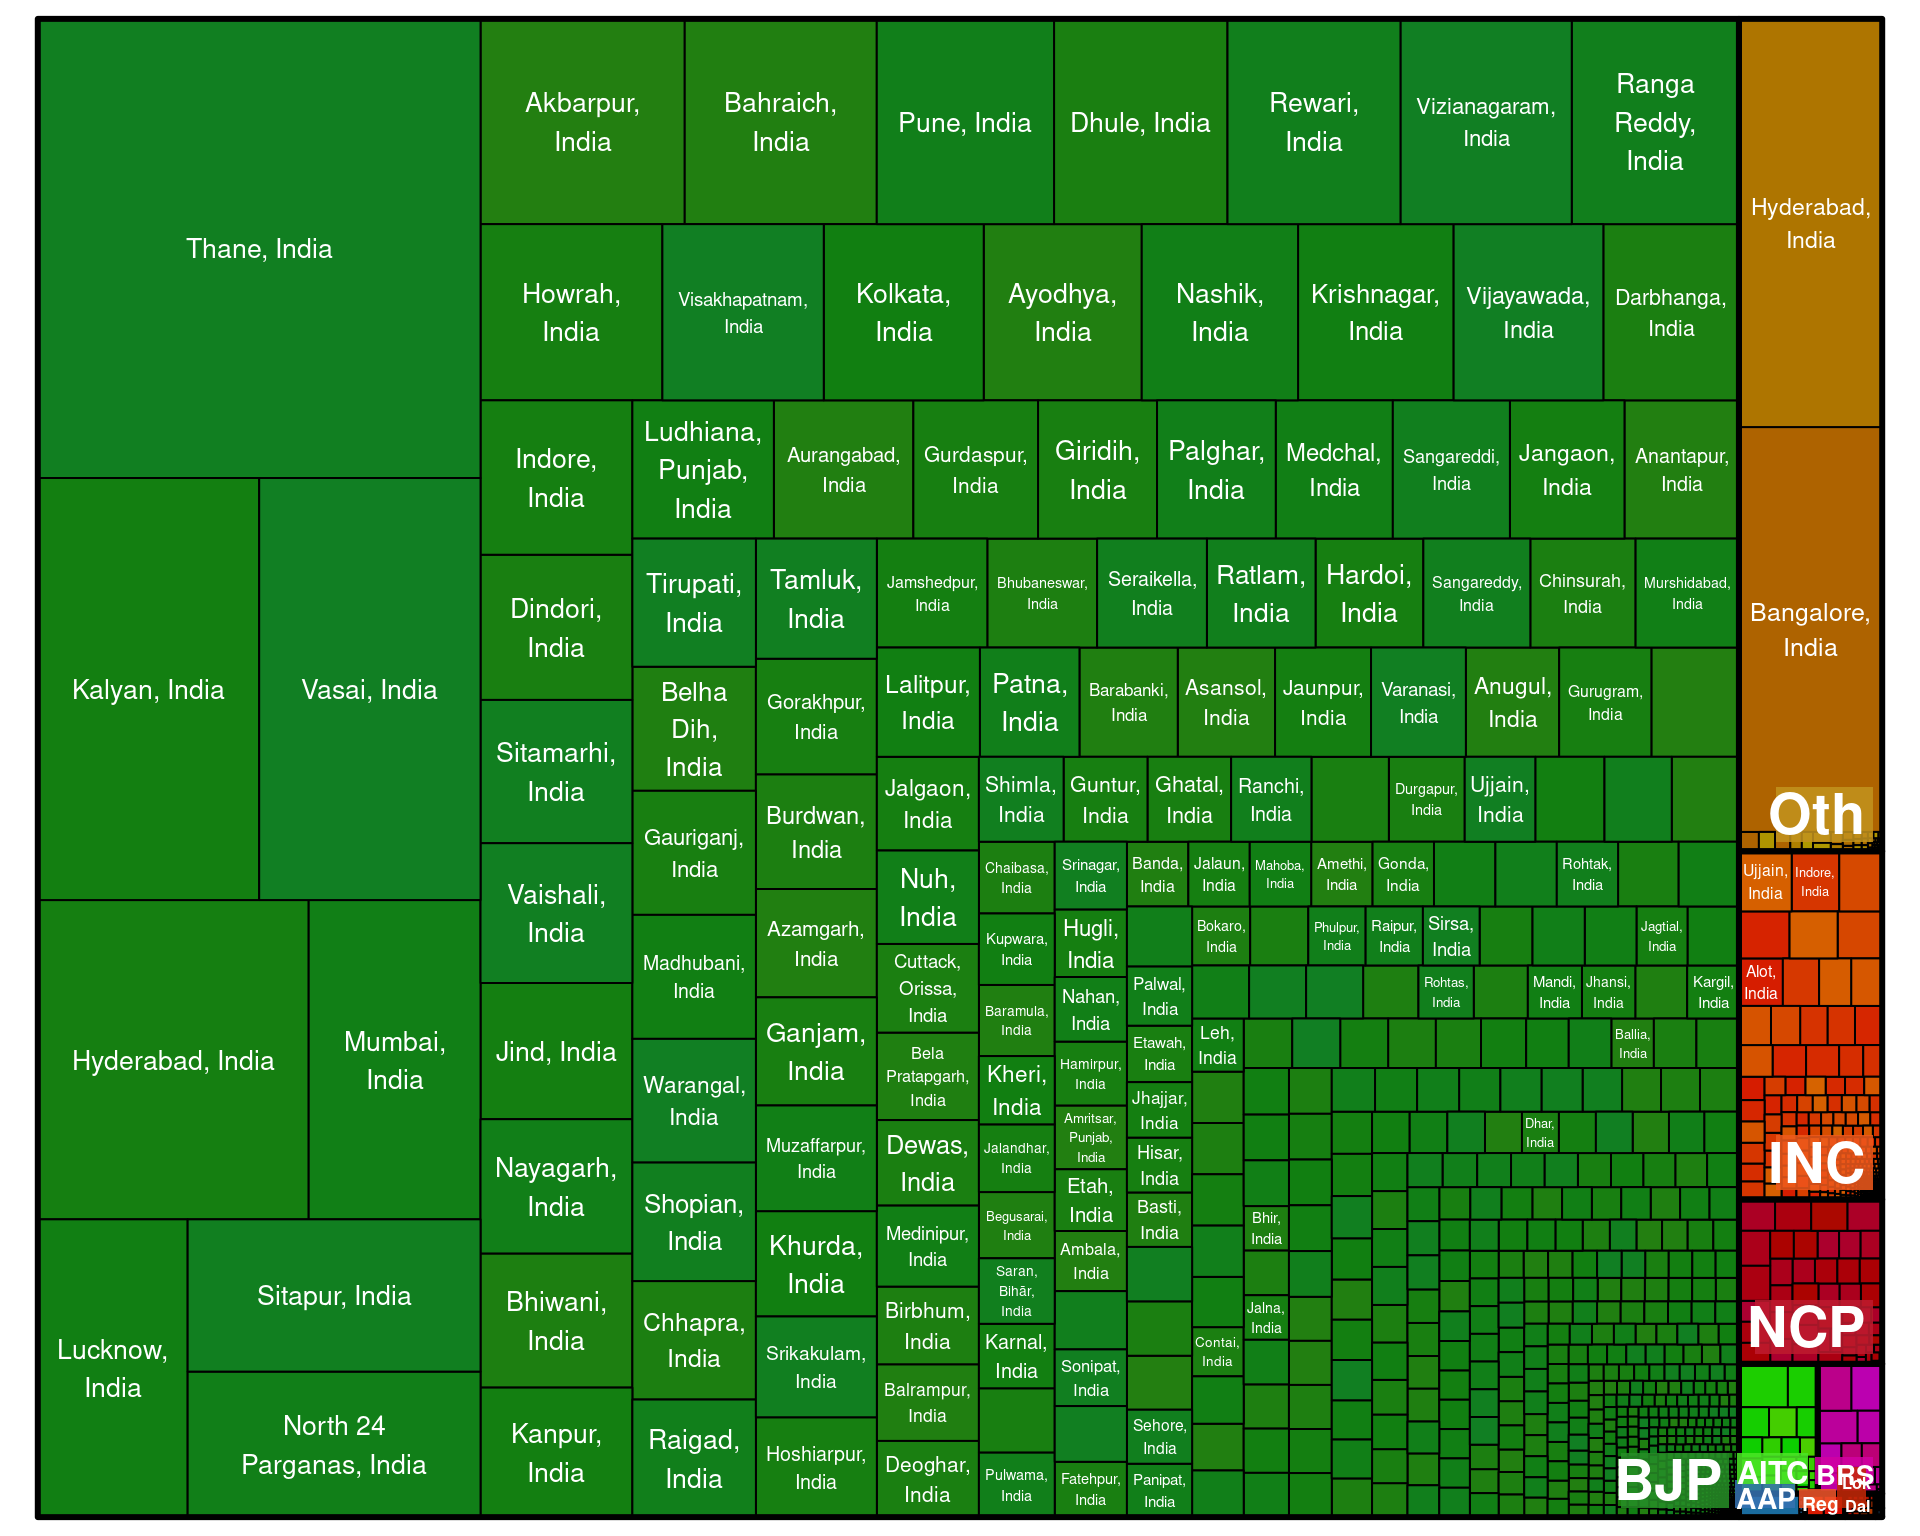 Thane, India
Kalyan, India
Vasai, India
Hyderabad, India
Mumbai,
India
Lucknow,
India
Sitapur, India
North 24
Parganas, India
Akbarpur,
India
Bahraich,
India
Pune, India
Dhule, India
Rewari,
India
Vizianagaram,
India
Ranga
Reddy,
India
Howrah,
India
Visakhapatnam,
India
Kolkata,
India
Ayodhya,
India
Nashik,
India
Krishnagar,
India
Vijayawada,
India
Darbhanga,
India
Indore,
India
Dindori,
India
Sitamarhi,
India
Vaishali,
India
Jind, India
Nayagarh,
India
Bhiwani,
India
Kanpur,
India
Ludhiana,
Punjab,
India
Aurangabad,
India
Gurdaspur,
India
Giridih,
India
Palghar,
India
Medchal,
India
Sangareddi,
India
Jangaon,
India
Anantapur,
India
Tirupati,
India
Belha
Dih,
India
Gauriganj,
India
Madhubani,
India
Warangal,
India
Shopian,
India
Chhapra,
India
Raigad,
India
Tamluk,
India
Gorakhpur,
India
Burdwan,
India
Azamgarh,
India
Ganjam,
India
Muzaffarpur,
India
Khurda,
India
Srikakulam,
India
Hoshiarpur,
India
Jamshedpur,
India
Bhubaneswar,
India
Seraikella,
India
Ratlam,
India
Hardoi,
India
Sangareddy,
India
Chinsurah,
India
Murshidabad,
India
Lalitpur,
India
Patna,
India
Barabanki,
India
Asansol,
India
Jaunpur,
India
Varanasi,
India
Anugul,
India
Gurugram,
India
Jalgaon,
India
Nuh,
India
Cuttack,
Orissa,
India
Bela
Pratapgarh,
India
Dewas,
India
Medinipur,
India
Birbhum,
India
Balrampur,
India
Deoghar,
India
Shimla,
India
Guntur,
India
Ghatal,
India
Ranchi,
India
Durgapur,
India
Ujjain,
India
Chaibasa,
India
Kupwara,
India
Baramula,
India
Kheri,
India
Jalandhar,
India
Begusarai,
India
Saran,
Bihār,
India
Karnal,
India
Pulwama,
India
Srinagar,
India
Hugli,
India
Nahan,
India
Hamirpur,
India
Amritsar,
Punjab,
India
Etah,
India
Ambala,
India
Sonipat,
India
Fatehpur,
India
Banda,
India
Jalaun,
India
Mahoba,
India
Amethi,
India
Gonda,
India
Rohtak,
India
Palwal,
India
Etawah,
India
Jhajjar,
India
Hisar,
India
Basti,
India
Sehore,
India
Panipat,
India
Bokaro,
India
Phulpur,
India
Raipur,
India
Sirsa,
India
Jagtial,
India
Rohtas,
India
Mandi,
India
Jhansi,
India
Kargil,
India
Leh,
India
Ballia,
India
Contai,
India
Dhar,
India
Bhir,
India
Jalna,
India
BJP
Hyderabad,
India
Bangalore,
India
Oth
Ujjain,
India
Indore,
India
Alot,
India
INC
NCP
AITC
BRS
AAP
Reg
Lok
Dal